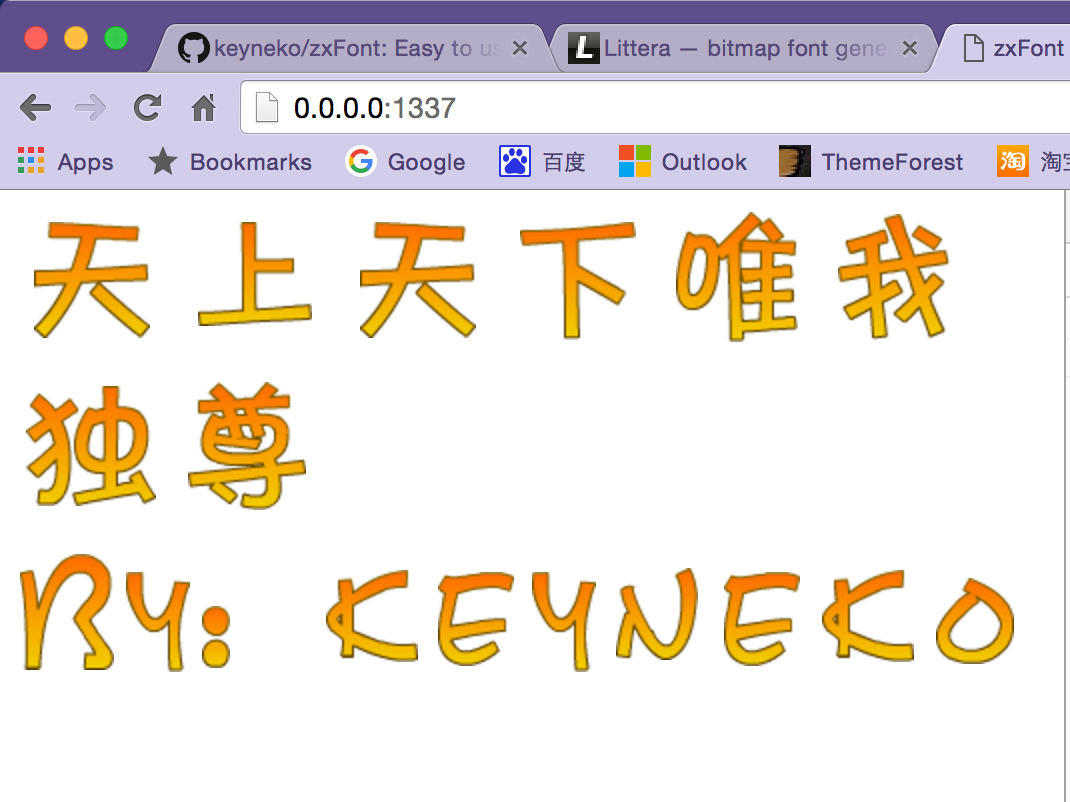 keyneko/zxFont: Easy to us
Littera — bitmap font gene
zxFont
0.0.0.0:1337
Apps
Bookmarks
Google
百度
Outlook
ThemeForest
淘
淘宝
天上天下唯我
独尊
BY: KEYNEKO